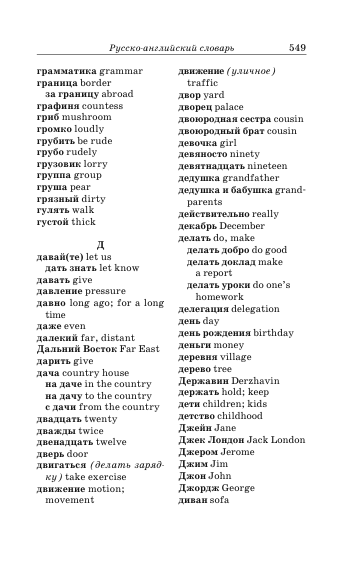 Русско-английский словарь 549
грамматика grammar
граница border
за границу abroad
графиня countess
гриб mushroom
громко loudly
грубить be rude
грубо rudely
грузовик lorry
группа group
груша pear
грязный dirty
гулять walk
густой thick
Д
давай(те) let us
дать знать let know
давать give
давление pressure
давно long ago; for a long
time
даже even
далекий far, distant
Дальний Восток Far East
дарить give
дача country house
на даче in the country
на дачу to the country
с дачи from the country
двадцать twenty
дважды twice
двенадцать twelve
дверь door
двигаться (делать заряд-
ку) take exercise
движение motion;
movement
движение (уличное)
traffic
двор yard
дворец palace
двоюродная сестра cousin
двоюродный брат cousin
девочка girl
девяносто ninety
девятнадцать nineteen
дедушка grandfather
дедушка и бабушка grand-
parents
действительно really
декабрь December
делать do, make
делать добро do good
делать доклад make
a report
делать уроки do one's
homework
делегация delegation
день day
день рождения birthday
деньги money
деревня village
дерево tree
Державин Derzhavin
держать hold; keep
дети children; kids
детство childhood
Джейн Jane
Джек Лондон Jack London
Джером Jerome
Джим Jim
Джон John
Джордж George
диван sofa